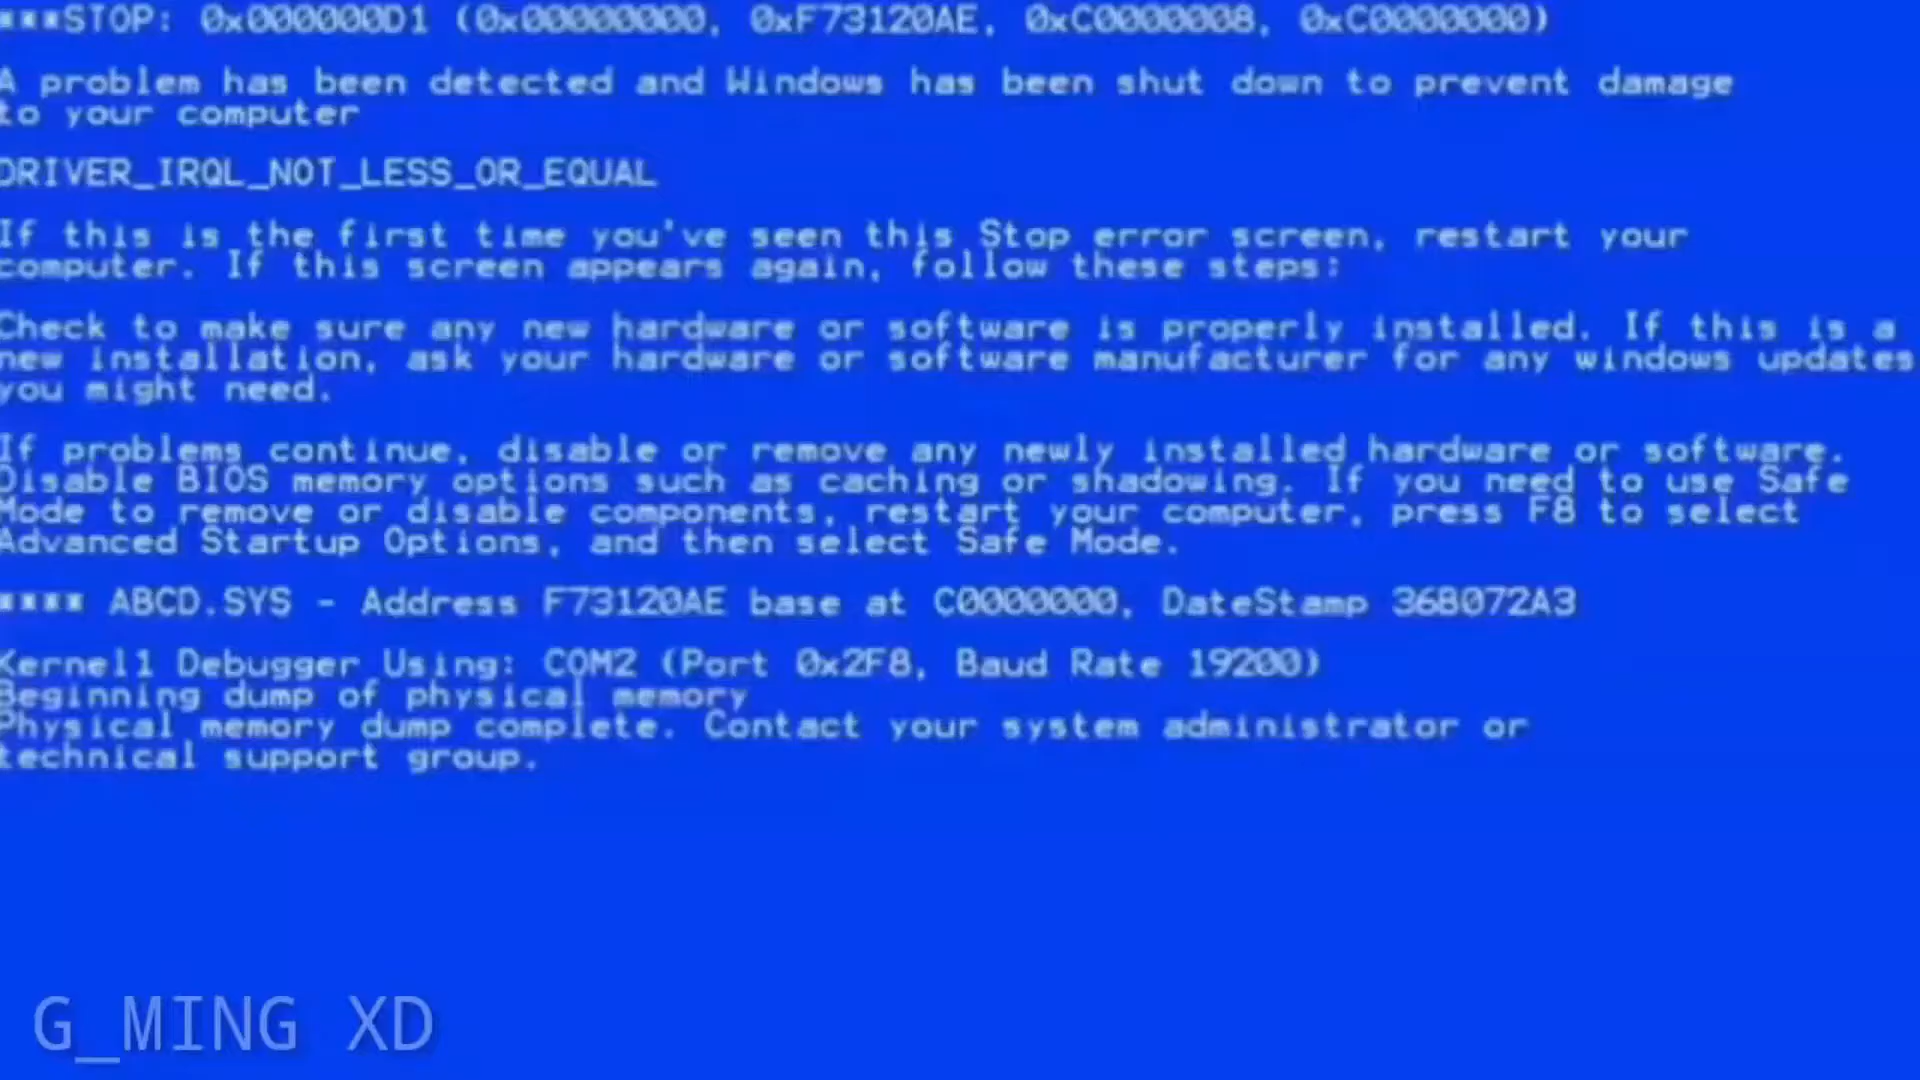 ***STOP: 0x000000D1 (0x00000000, 0xF73120AE, 0xC0000008, 0xC0000000)
A problem has been detected and Windows has been shut down to prevent damage
to your computer
DRIVER_IRQL_NOT_LESS_OR_EQUAL
If this is the first time you've seen this Stop error screen, restart your
computer. If this screen appears again, follow these steps:
Check to make sure any new hardware or software is properly installed. If this is a
new installation, ask your hardware or software manufacturer for any windows updates
you might need.
If problems continue, disable or remove any newly installed hardware or software.
Disable BIOS memory options such as caching or shadowing. If you need to use Safe
Mode to remove or disable components, restart your computer, press F8 to select
Advanced Startup Options, and then select Safe Mode.
**** ABCD.SYS - Address F73120AE base at C0000000, DateStamp 36B072A3
Kernel1 Debugger Using: COM2 (Port 0x2F8, Baud Rate 19200)
Beginning dump of physical memory
Physical memory dump complete. Contact your system administrator or
technical support group.
G_MING XD